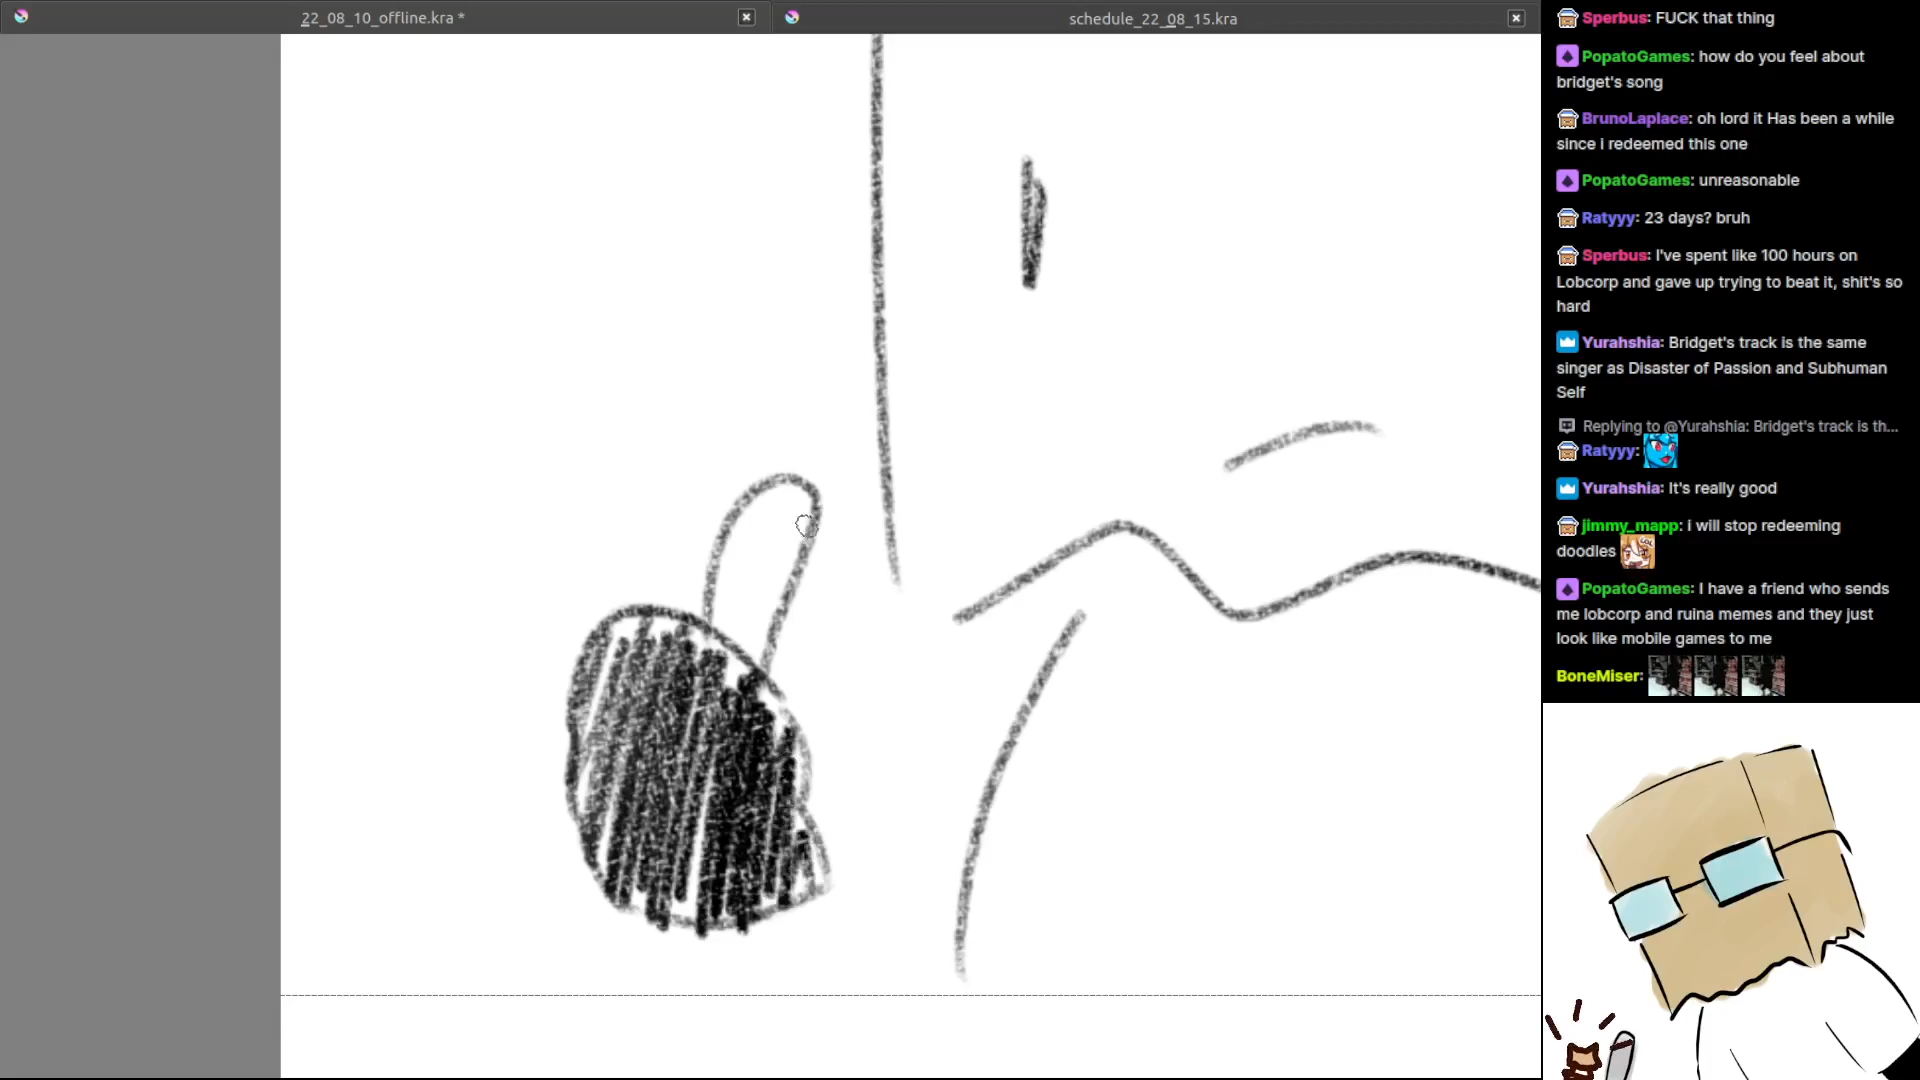 22_08_10_offline.kra *
schedule_22_08_15.kra
Sperbus: FUCK that thing
PopatoGames: how do you feel about
bridget's song
BrunoLaplace: oh lord it Has been a while
since i redeemed this one
PopatoGames: unreasonable
Ratyyy: 23 days? bruh
Sperbus: I've spent like 100 hours on
Lobcorp and gave up trying to beat it, shit's so
hard
Yurahshia: Bridget's track is the same
singer as Disaster of Passion and Subhuman
Self
Replying to @Yurahshia: Bridget's track is th...
Ratyyy:
Yurahshia: It's really good
jimmy_mapp: i will stop redeeming
doodles
PopatoGames: I have a friend who sends
me lobcorp and ruina memes and they just
look like mobile games to me
BoneMiser: